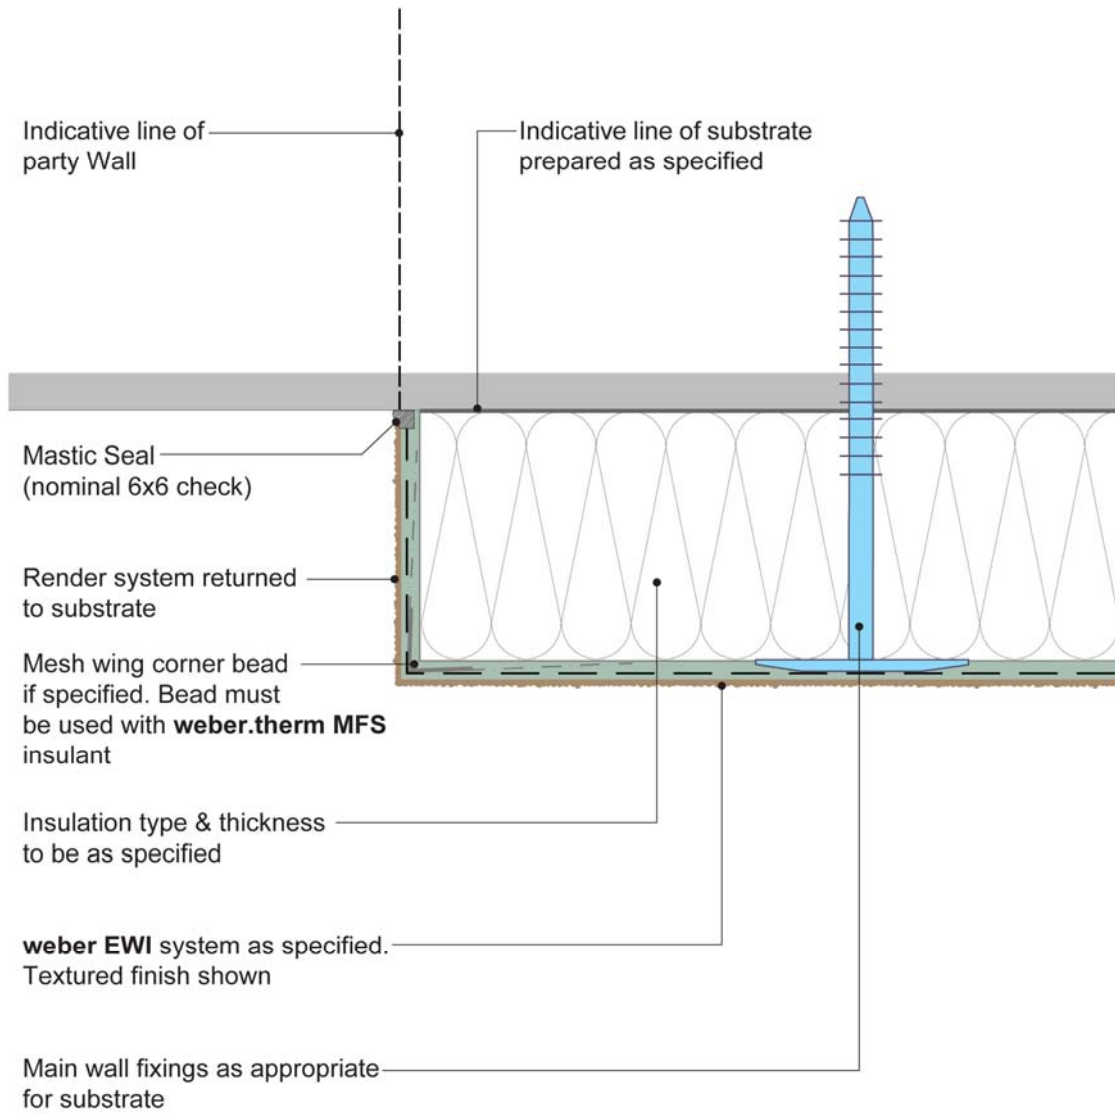 Indicative line of
party Wall
Indicative line of substrate
prepared as specified
Mastic Seal
(nominal 6x6 check)
Render system returned
to substrate
Mesh wing corner bead
if specified. Bead must
be used with weber.therm MFS
insulant
Insulation type & thickness
to be as specified
weber EWI system as specified.
Textured finish shown
Main wall fixings as appropriate
for substrate